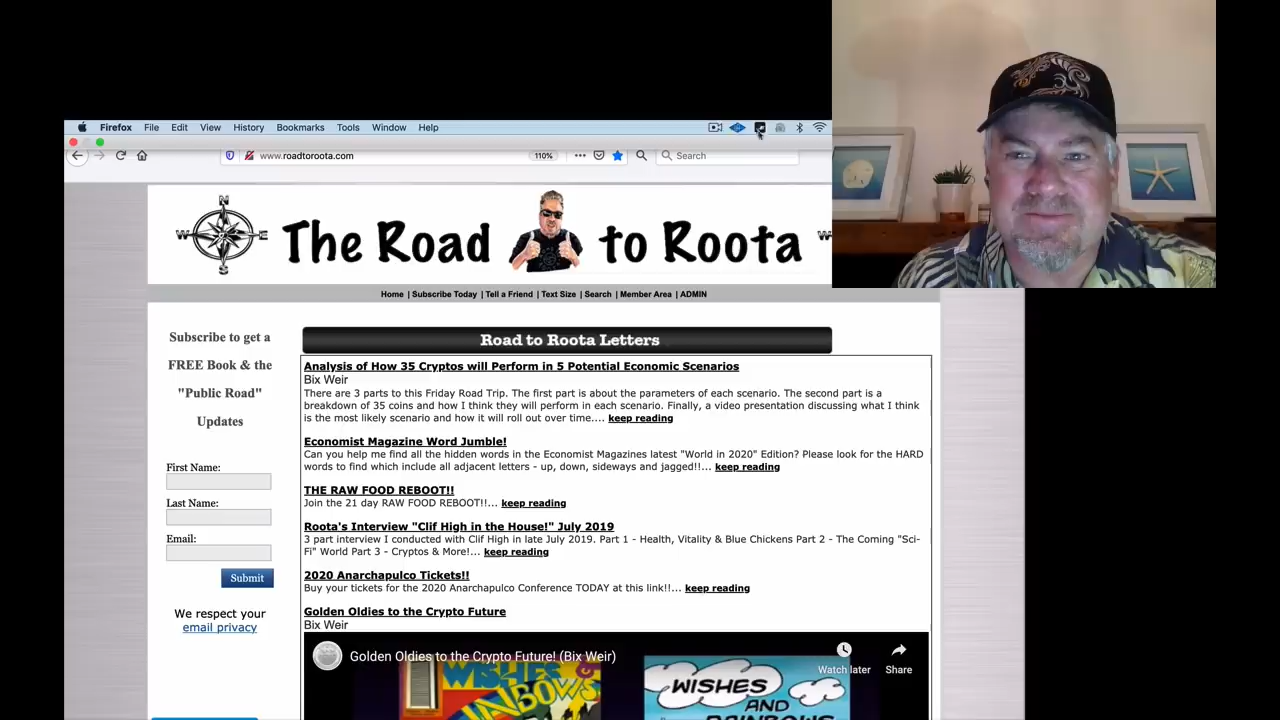 Firefox File Edit View History Bookmarks Tools Window Help
www.roadtoroota.com 110% Search
The Road to Roota
Home | Subscribe Today | Tell a Friend | Text Size | Search | Member Area | ADMIN
Subscribe to get a
FREE Book & the
"Public Road"
Updates
First Name:
Last Name:
Email:
Submit
We respect your
email privacy
Road to Roota Letters
Analysis of How 35 Cryptos will Perform in 5 Potential Economic Scenarios
Bix Weir
There are 3 parts to this Friday Road Trip. The first part is about the parameters of each scenario. The second part is a
breakdown of 35 coins and how I think they will perform in each scenario. Finally, a video presentation discussing what I think
is the most likely scenario and how it will roll out over time.... keep reading
Economist Magazine Word Jumble!
Can you help me find all the hidden words in the Economist Magazines latest "World in 2020" Edition? Please look for the HARD
words to find which include all adjacent letters - up, down, sideways and jagged!!... keep reading
THE RAW FOOD REBOOT!!
Join the 21 day RAW FOOD REBOOT!!... keep reading
Roota's Interview "Clif High in the House!" July 2019
3 part interview I conducted with Clif High in late July 2019. Part 1 - Health, Vitality & Blue Chickens Part 2 - The Coming "Sci-
Fi" World Part 3 - Cryptos & More!... keep reading
2020 Anarchapulco Tickets!!
Buy your tickets for the 2020 Anarchapulco Conference TODAY at this link!!... keep reading
Golden Oldies to the Crypto Future
Bix Weir
Golden Oldies to the Crypto Future! (Bix Weir)
Watch later Share
WISHES
WISHES
AND